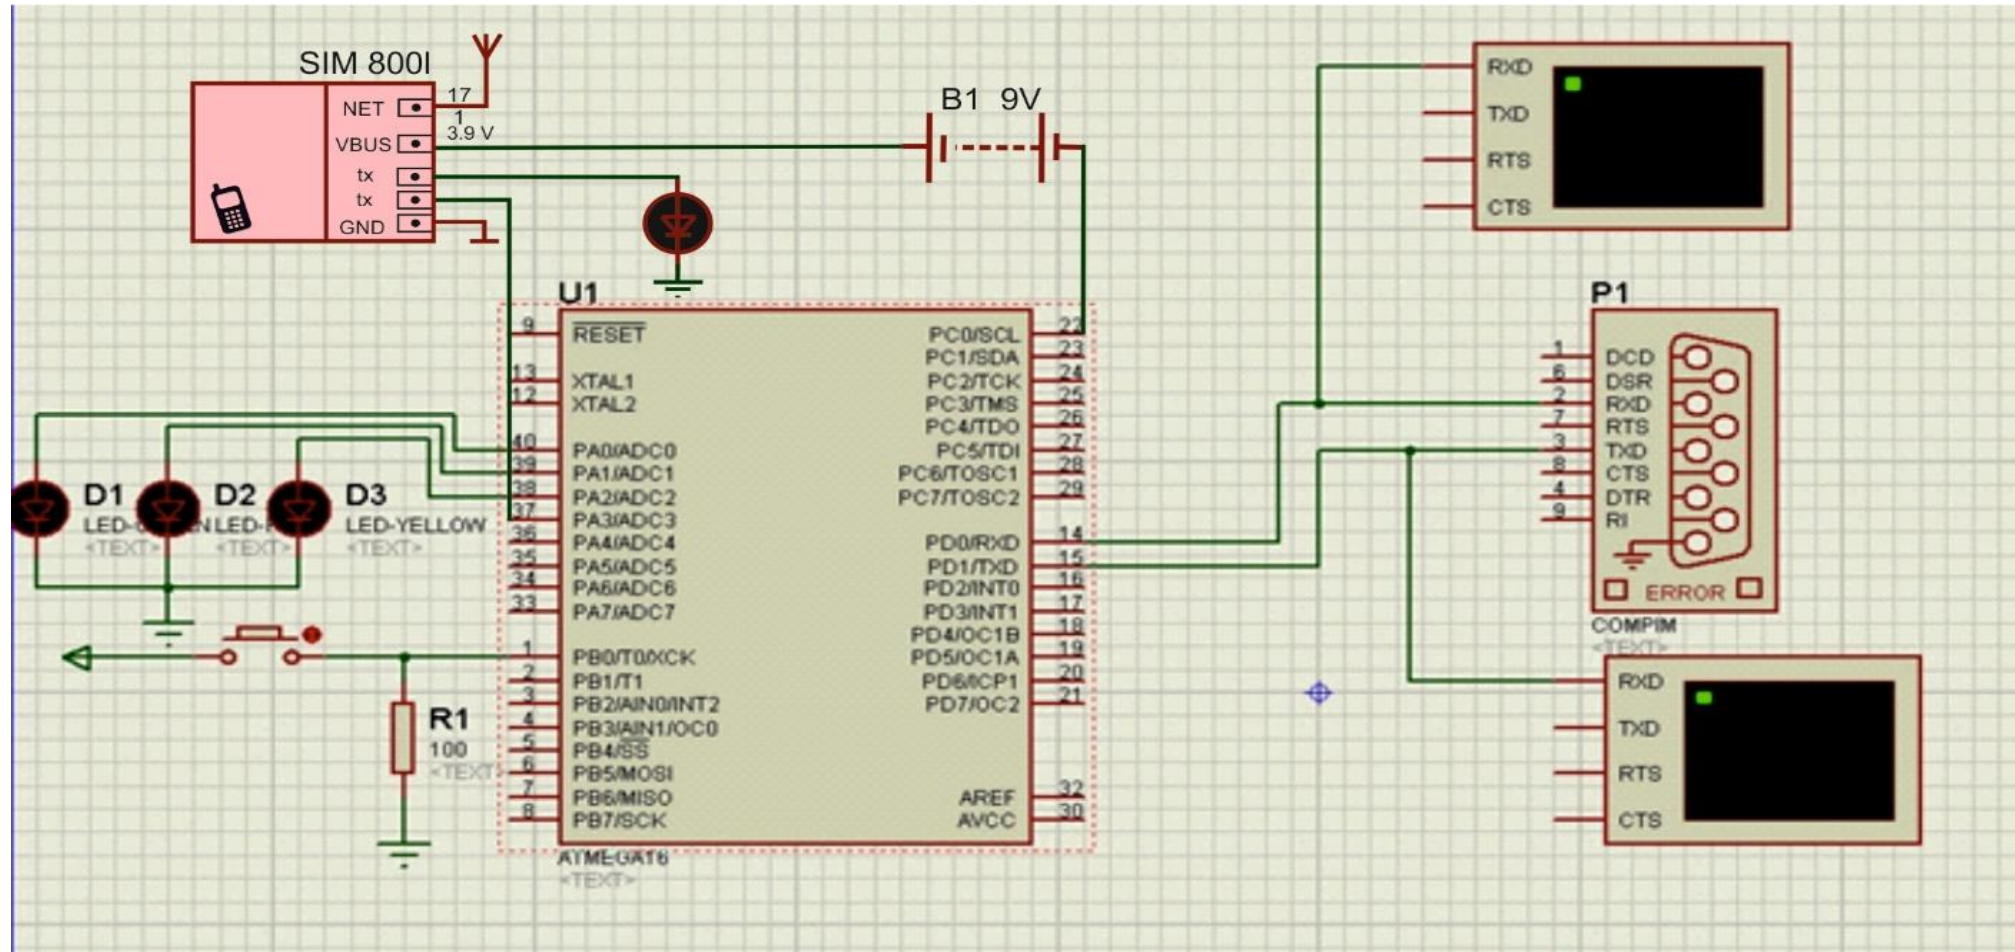 SIM 800l
NET
17
1
3.9 V
VBUS
tx
tx
GND
B1 9V
RXD
TXD
RTS
CTS
U1
9
RESET
13
XTAL1
12
XTAL2
40
PA0/ADC0
39
PA1/ADC1
38
PA2/ADC2
37
PA3/ADC3
36
PA4/ADC4
35
PA5/ADC5
34
PA6/ADC6
33
PA7/ADC7
1
PB0/T0/XCK
2
PB1/T1
3
PB2/AIN0/INT2
4
PB3/AIN1/OC0
5
PB4/SS
6
PB5/MOSI
7
PB6/MISO
8
PB7/SCK
PC0/SCL
22
PC1/SDA
23
PC2/TCK
24
PC3/TMS
25
PC4/TDO
26
PC5/TDI
27
PC6/TOSC1
28
PC7/TOSC2
29
PD0/RXD
14
PD1/TXD
15
PD2/INT0
16
PD3/INT1
17
PD4/OC1B
18
PD5/OC1A
19
PD6/ICP1
20
PD7/OC2
21
AREF
32
AVCC
30
ATMEGA16
<TEXT>
D1
<TEXT>
D2
<TEXT>
D3
LED-YELLOW
<TEXT>
R1
100
<TEXT>
P1
1
DCD
6
DSR
2
RXD
7
RTS
3
TXD
8
CTS
4
DTR
9
RI
ERROR
COMPIM
<TEXT>
RXD
TXD
RTS
CTS